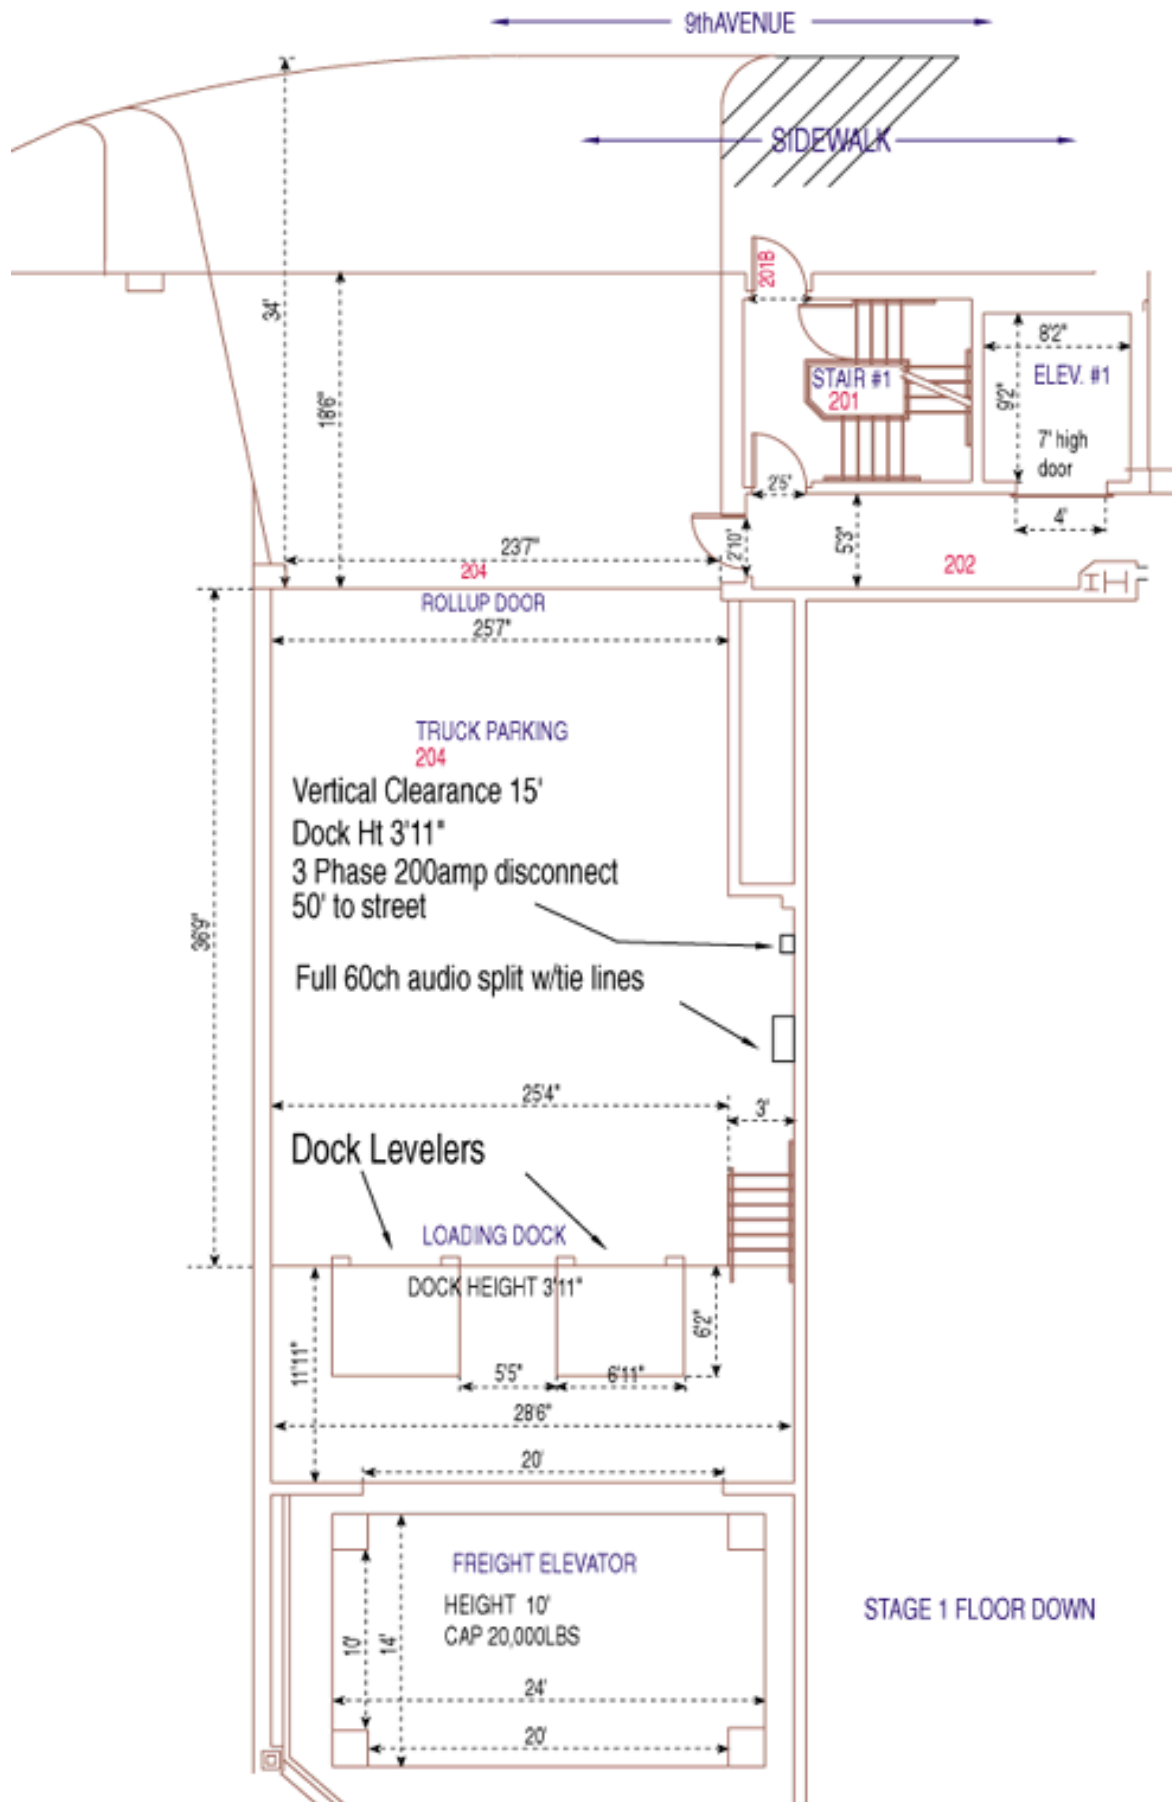 9thAVENUE
SIDEWALK
34'
18'6"
201B
STAIR #1
201
8'2"
ELEV. #1
9'2"
7' high
door
2'5"
4'
23'7"
2'10"
5'3"
202
204
ROLLUP DOOR
25'7"
TRUCK PARKING
204
Vertical Clearance 15'
Dock Ht 3'11"
3 Phase 200amp disconnect
50' to street
36'9"
Full 60ch audio split w/tie lines
25'4"
3'
Dock Levelers
LOADING DOCK
DOCK HEIGHT 3'11"
6'2"
11'11"
5'5"
6'11"
28'6"
20'
FREIGHT ELEVATOR
HEIGHT 10'
CAP 20,000LBS
STAGE 1 FLOOR DOWN
10'
14'
24'
20'